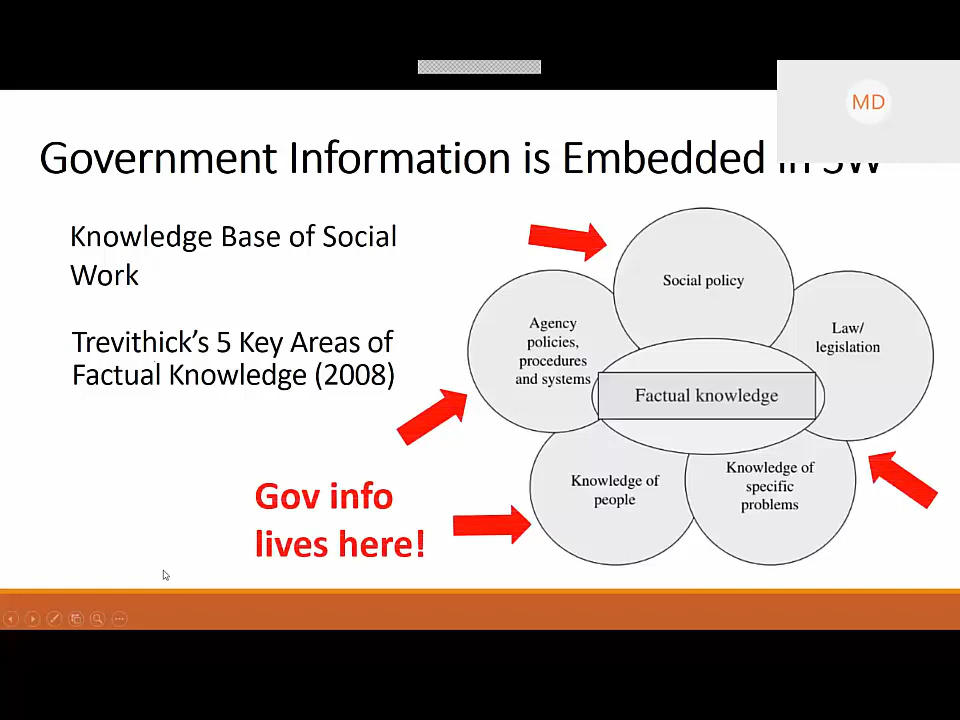 MD
Government Information is Embedded in SW
Knowledge Base of Social
Work
Trevithick's 5 Key Areas of
Factual Knowledge (2008)
Gov info
lives here!
Social policy
Agency
policies,
procedures
and systems
Law/
legislation
Factual knowledge
Knowledge of
people
Knowledge of
specific
problems